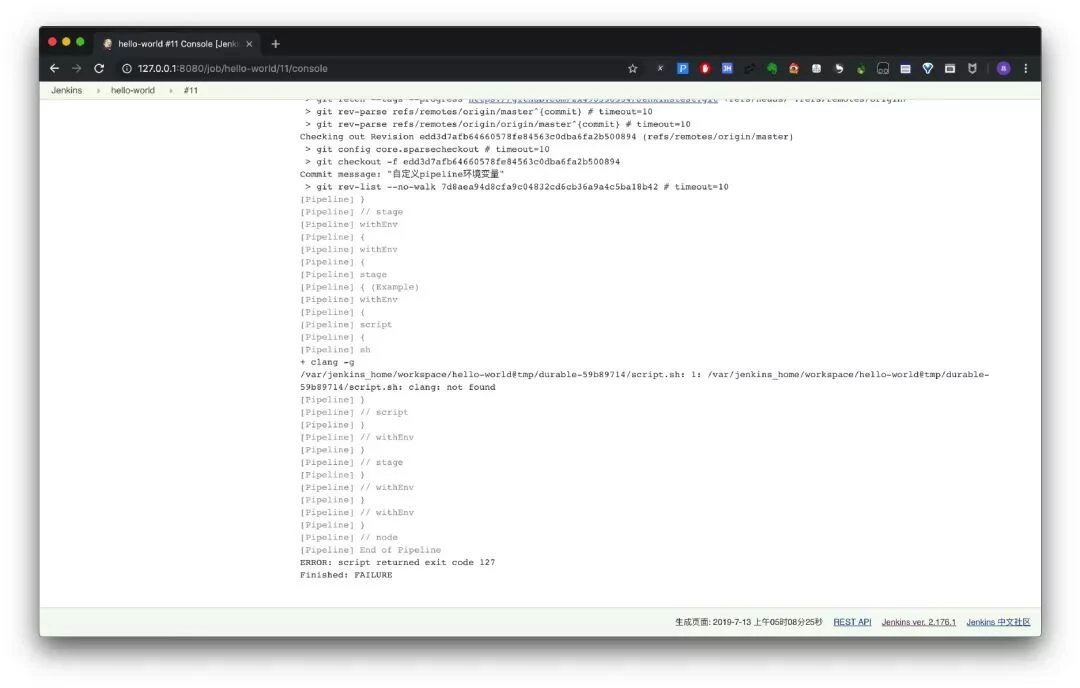 hello-world #11 Console [Jenki
127.0.0.1:8080/job/hello-world/11/console
Jenkins hello-world #11
> git fetch --tags --progress
> git rev-parse refs/remotes/origin/master^{commit} # timeout=10
> git rev-parse refs/remotes/origin/origin/master^{commit} # timeout=10
Checking out Revision edd3d7afb64660578fe84563c0dba6fa2b500894 (refs/remotes/origin/master)
> git config core.sparsecheckout # timeout=10
> git checkout -f edd3d7afb64660578fe84563c0dba6fa2b500894
Commit message: "自定义pipeline环境变量"
> git rev-list --no-walk 7d8aea94d8cfa9c04832cd6cb36a9a4c5ba18b42 # timeout=10
[Pipeline] }
[Pipeline] // stage
[Pipeline] withEnv
[Pipeline] {
[Pipeline] withEnv
[Pipeline] {
[Pipeline] stage
[Pipeline] { (Example)
[Pipeline] withEnv
[Pipeline] {
[Pipeline] script
[Pipeline] {
[Pipeline] sh
+ clang -g
/var/jenkins_home/workspace/hello-world@tmp/durable-59b89714/script.sh: 1: /var/jenkins_home/workspace/hello-world@tmp/durable-
59b89714/script.sh: clang: not found
[Pipeline] }
[Pipeline] // script
[Pipeline] }
[Pipeline] // withEnv
[Pipeline] }
[Pipeline] // stage
[Pipeline] }
[Pipeline] // withEnv
[Pipeline] }
[Pipeline] // withEnv
[Pipeline] }
[Pipeline] // node
[Pipeline] End of Pipeline
ERROR: script returned exit code 127
Finished: FAILURE
生成页面: 2019-7-13 上午05时08分25秒 REST API Jenkins ver. 2.176.1 Jenkins 中文社区